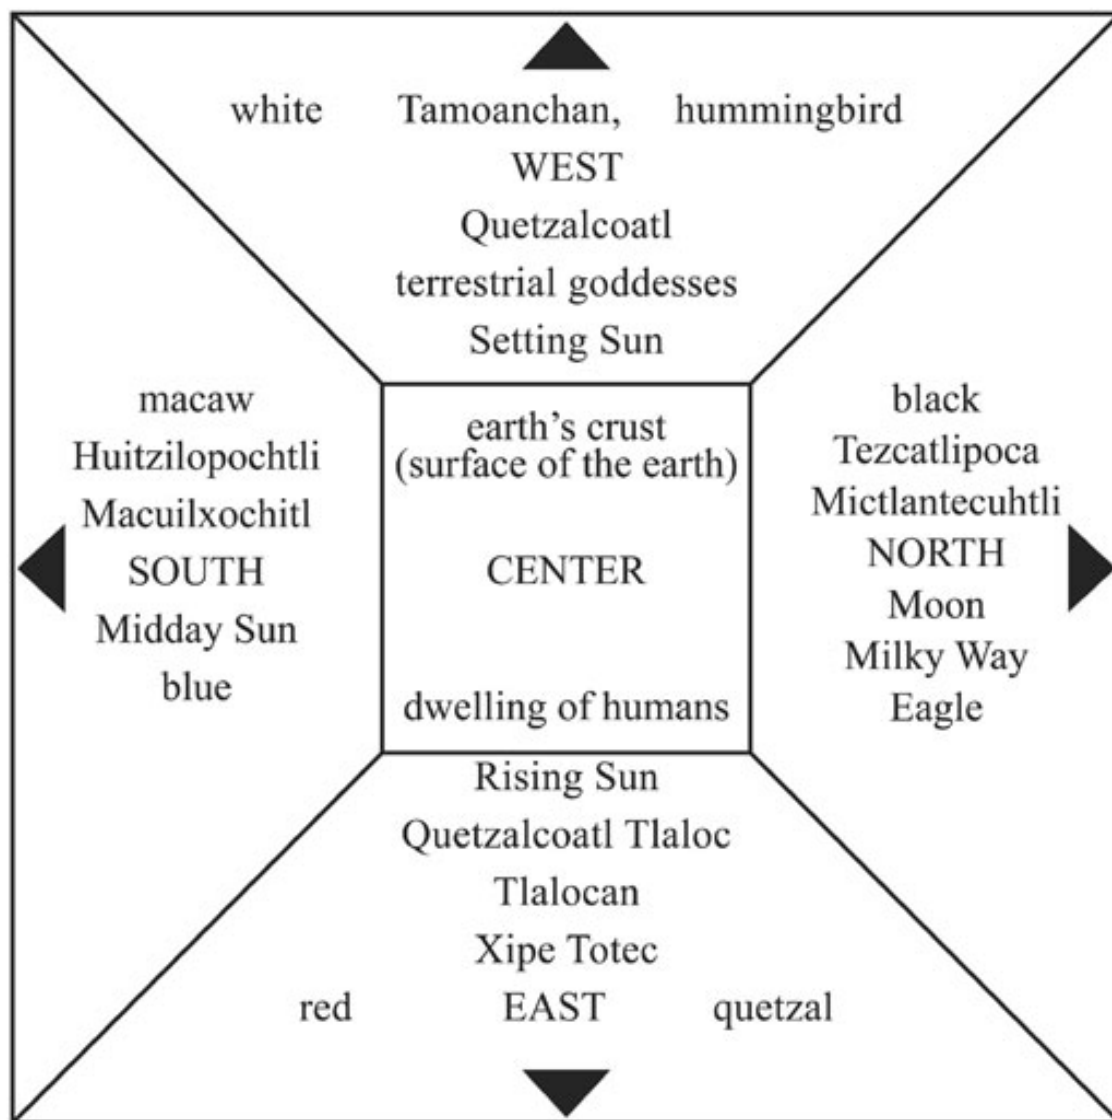 white Tamoanchan, hummingbird
WEST
Quetzalcoatl
terrestrial goddesses
Setting Sun
macaw
Huitzilopochtli
Macuilxochitl
SOUTH
Midday Sun
blue
earth's crust
(surface of the earth)
CENTER
dwelling of humans
black
Tezcatlipoca
Mictlantecuhtli
NORTH
Moon
Milky Way
Eagle
Rising Sun
Quetzalcoatl Tlaloc
Tlalocan
Xipe Totec
red EAST quetzal